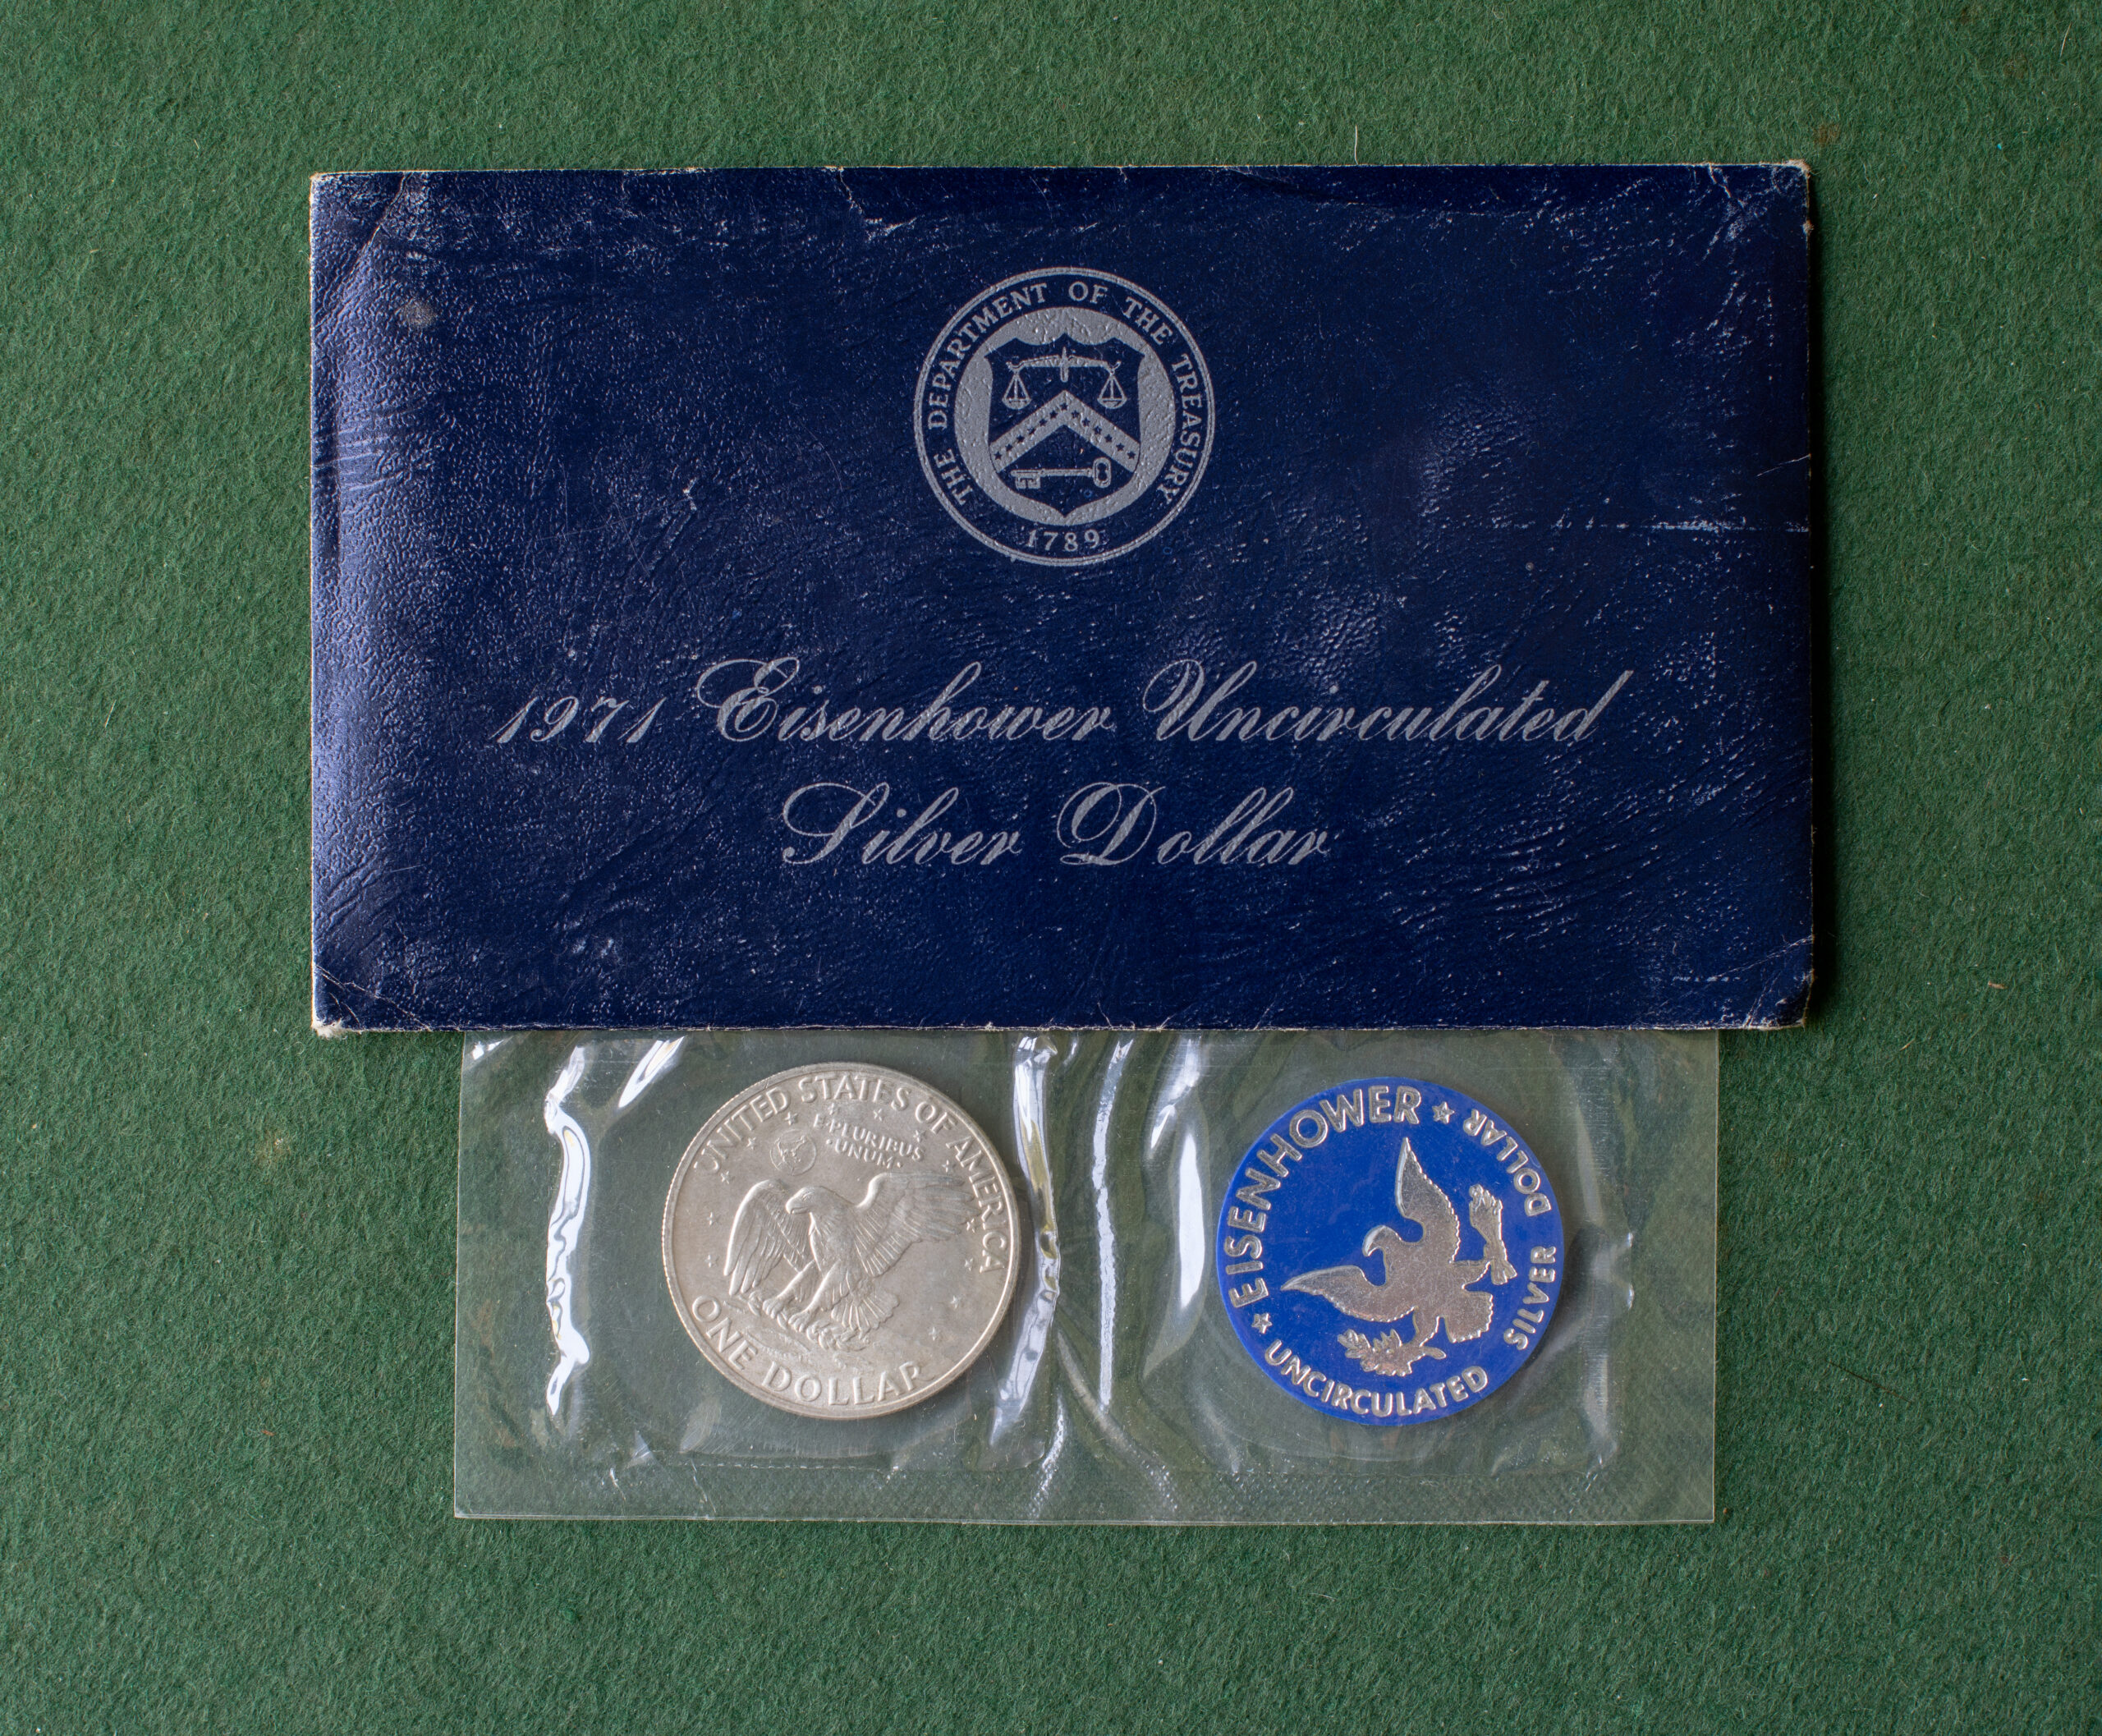 THE DEPARTMENT OF THE TREASURY
1789
1971 Eisenhower Uncirculated
Silver Dollar
UNITED STATES OF AMERICA
E·PLURIBUS
·UNUM·
ONE DOLLAR
EISENHOWER ★
UNCIRCULATED
SILVER DOLLAR